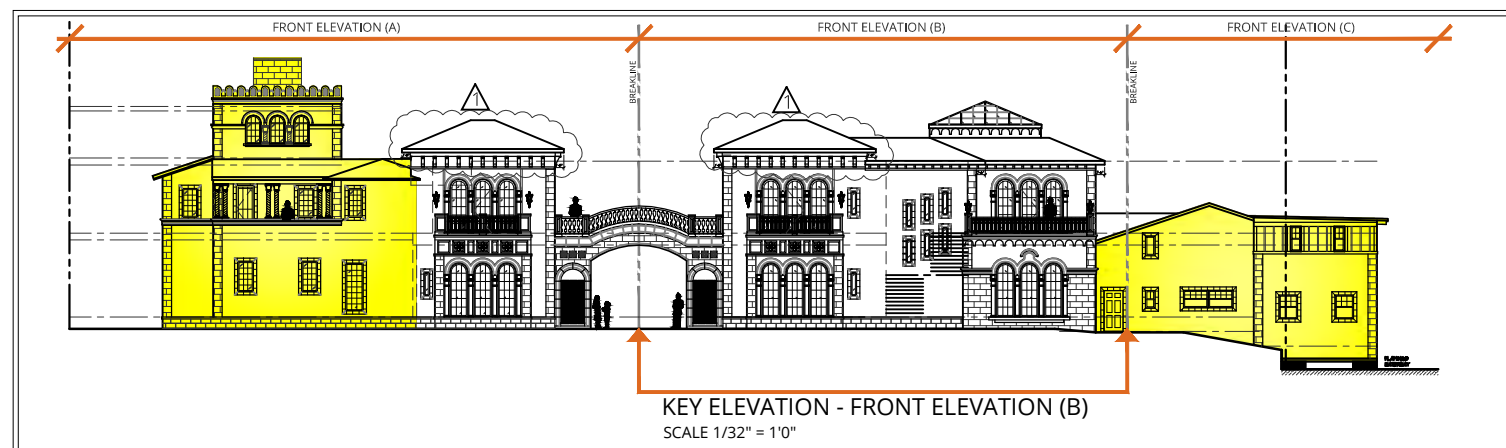 FRONT ELEVATION (A)
FRONT ELEVATION (B)
FRONT ELEVATION (C)
BREAKLINE
BREAKLINE
1
1
KEY ELEVATION - FRONT ELEVATION (B)
SCALE 1/32" = 1'0"